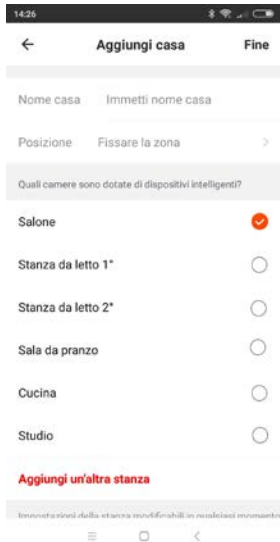 14:26
Aggiungi casa Fine
Nome casa Immetti nome casa
Posizione Fissare la zona
Quali camere sono dotate di dispositivi intelligenti?
Salone
Stanza da letto 1°
Stanza da letto 2°
Sala da pranzo
Cucina
Studio
Aggiungi un'altra stanza
Impostazioni della stanza modificabili in qualsiasi momento